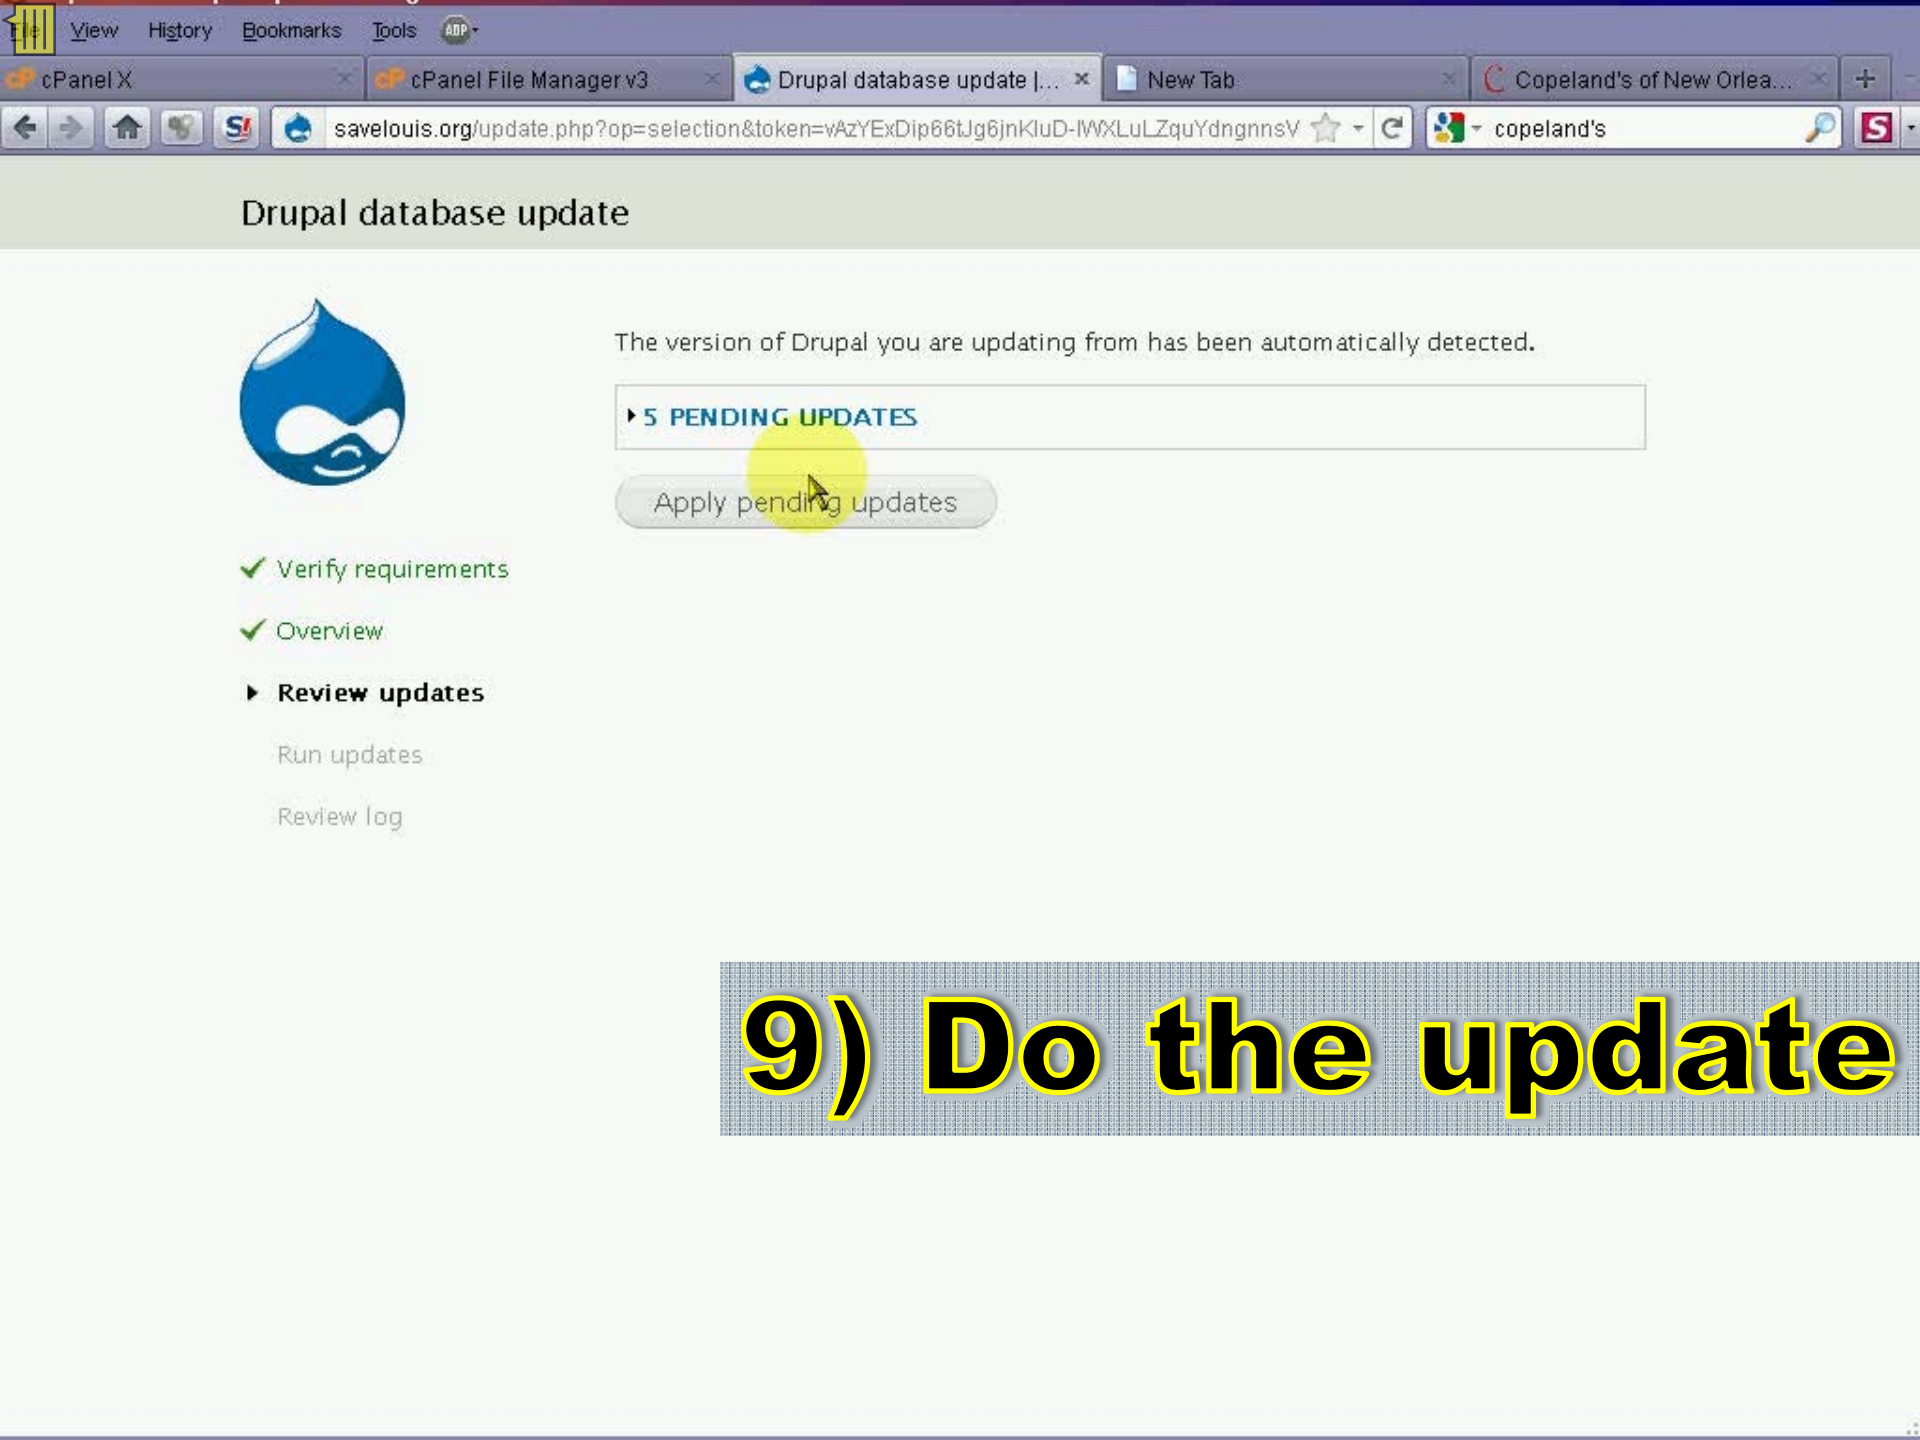 File View History Bookmarks Tools ABP
cPanel X cPanel File Manager v3 Drupal database update |... New Tab Copeland's of New Orlea...
savelouis.org/update.php?op=selection&token= copeland's
Drupal database update
The version of Drupal you are updating from has been automatically detected.
5 PENDING UPDATES
Apply pending updates
Verify requirements
Overview
Review updates
Run updates
Review log
9) Do the update